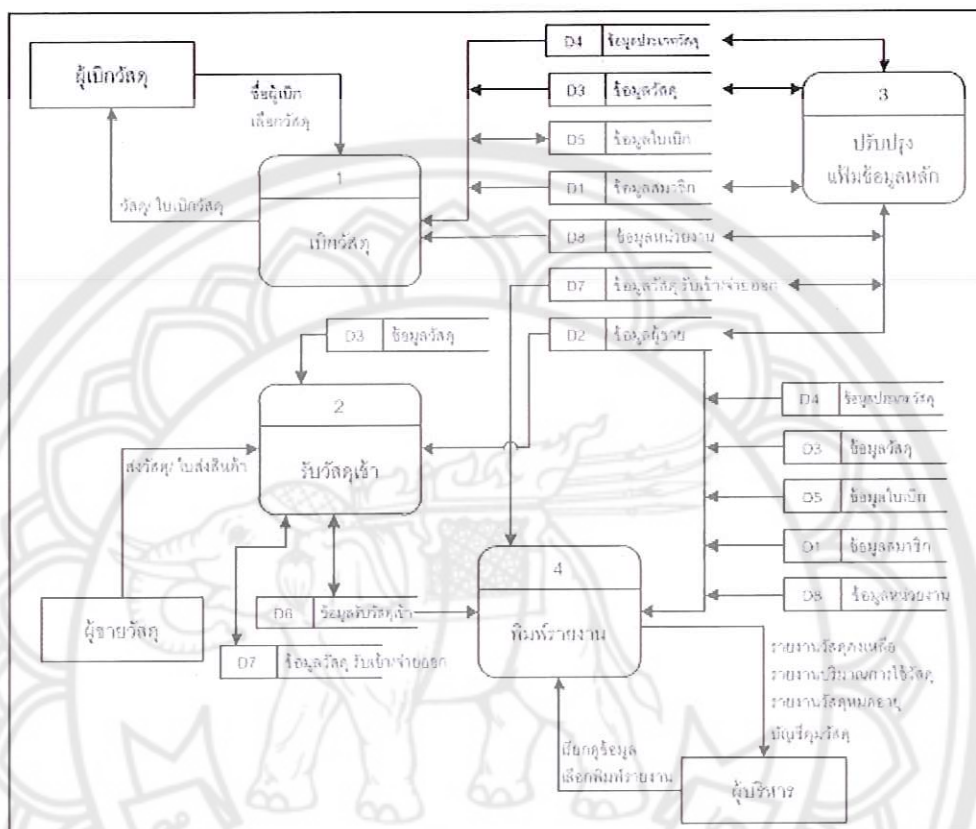 ผู้เบิกวัสดุ
ชื่อผู้เบิก
เลือกวัสดุ
วัสดุ/ ใบเบิกวัสดุ
1
เบิกวัสดุ
D4 ข้อมูลประเภทวัสดุ
D3 ข้อมูลวัสดุ
D5 ข้อมูลใบเบิก
D1 ข้อมูลสมาชิก
D8 ข้อมูลหน่วยงาน
D7 ข้อมูลวัสดุ รับเข้า/จ่ายออก
D2 ข้อมูลผู้ขาย
3
ปรับปรุง
แฟ้มข้อมูลหลัก
D3 ข้อมูลวัสดุ
2
รับวัสดุเข้า
ส่งวัสดุ/ ใบส่งสินค้า
ผู้ขายวัสดุ
D6 ข้อมูลรับวัสดุเข้า
D7 ข้อมูลวัสดุ รับเข้า/จ่ายออก
D4 ข้อมูลประเภทวัสดุ
D3 ข้อมูลวัสดุ
D5 ข้อมูลใบเบิก
D1 ข้อมูลสมาชิก
D8 ข้อมูลหน่วยงาน
4
พิมพ์รายงาน
รายงานวัสดุคงเหลือ
รายงานปริมาณการใช้วัสดุ
รายงานวัสดุหมดอายุ
บัญชีคุมวัสดุ
เรียกดูข้อมูล
เลือกพิมพ์รายงาน
ผู้บริหาร